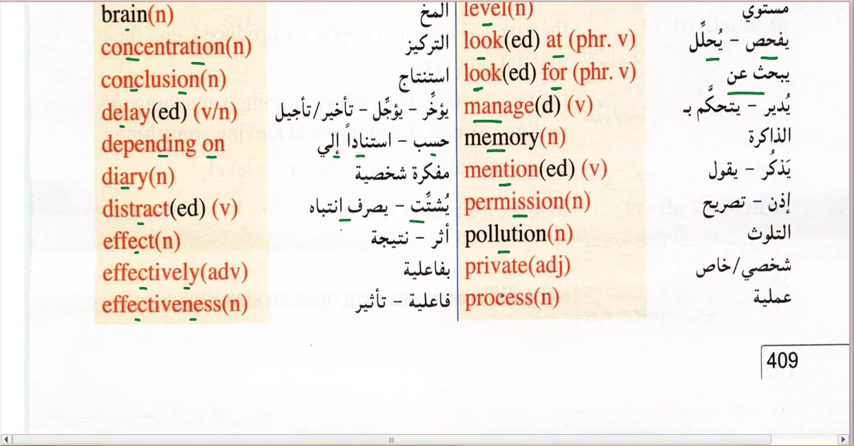 brain(n) المخ
concentration(n) التركيز
conclusion(n) استنتاج
delay(ed) (v/n) يؤخِّر – يؤجِّل – تأخير/تأجيل
depending on حسب – استناداً إلي
diary(n) مفكرة شخصية
distract(ed) (v) يُشتِّت – يصرف إنتباه
effect(n) أثر – نتيجة
effectively(adv) بفاعلية
effectiveness(n) فاعلية – تأثير
level(n) مستوي
look(ed) at (phr. v) يفحص – يُحلِّل
look(ed) for (phr. v) يبحث عن
manage(d) (v) يُدير – يتحكَّم بـ
memory(n) الذاكرة
mention(ed) (v) يَذكُر – يقول
permission(n) إذن – تصريح
pollution(n) التلوث
private(adj) شخصي/خاص
process(n) عملية
409